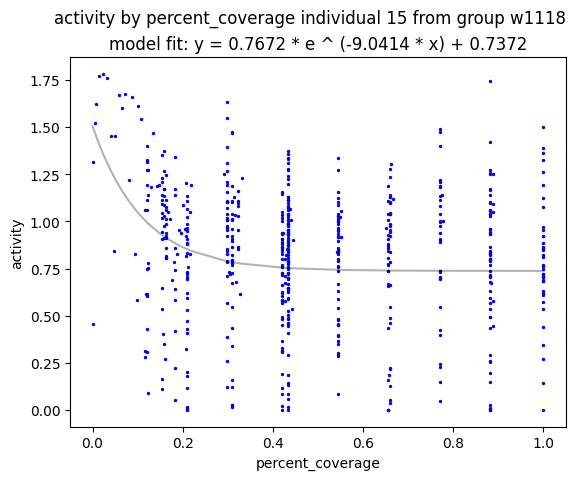 activity by percent_coverage individual 15 from group w1118
model fit: y = 0.7672 * e ^ (-9.0414 * x) + 0.7372
1.75
1.50
1.25
1.00
0.75
0.50
0.25
0.00
activity
0.0 0.2 0.4 0.6 0.8 1.0
percent_coverage